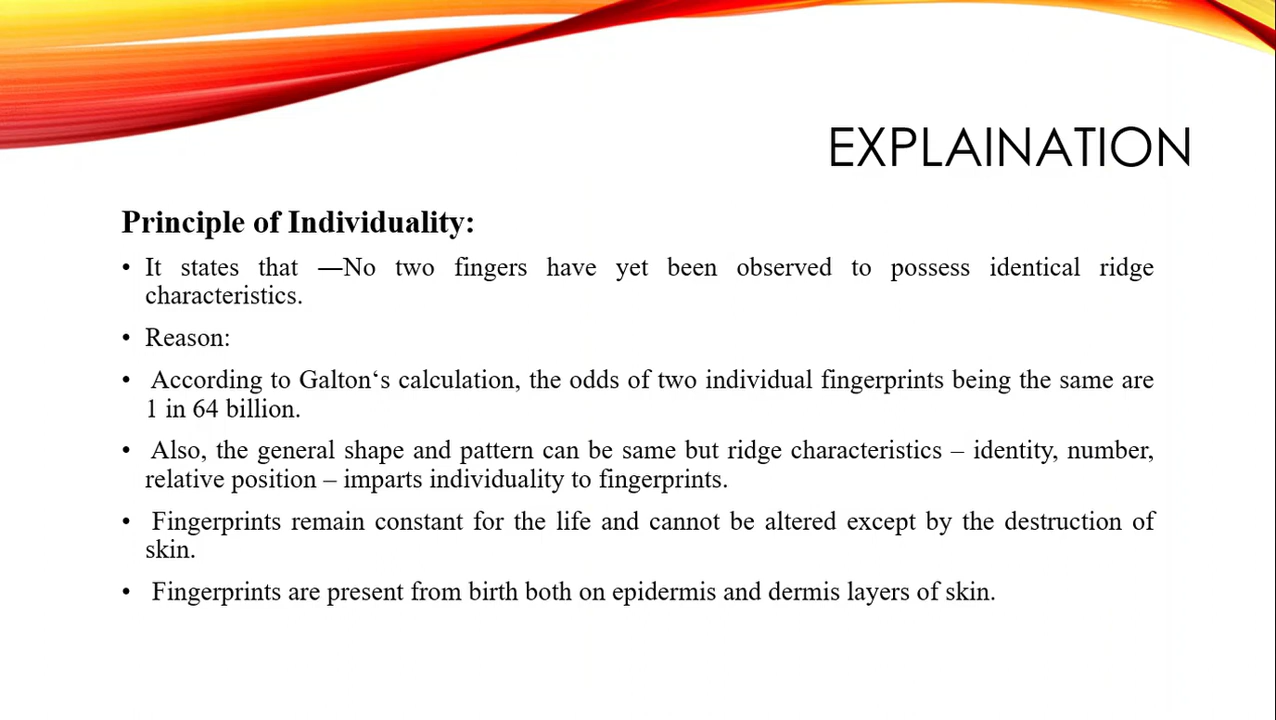 EXPLAINATION
Principle of Individuality:
• It states that ―No two fingers have yet been observed to possess identical ridge
characteristics.
• Reason:
• According to Galton‘s calculation, the odds of two individual fingerprints being the same are
1 in 64 billion.
• Also, the general shape and pattern can be same but ridge characteristics – identity, number,
relative position – imparts individuality to fingerprints.
• Fingerprints remain constant for the life and cannot be altered except by the destruction of
skin.
• Fingerprints are present from birth both on epidermis and dermis layers of skin.